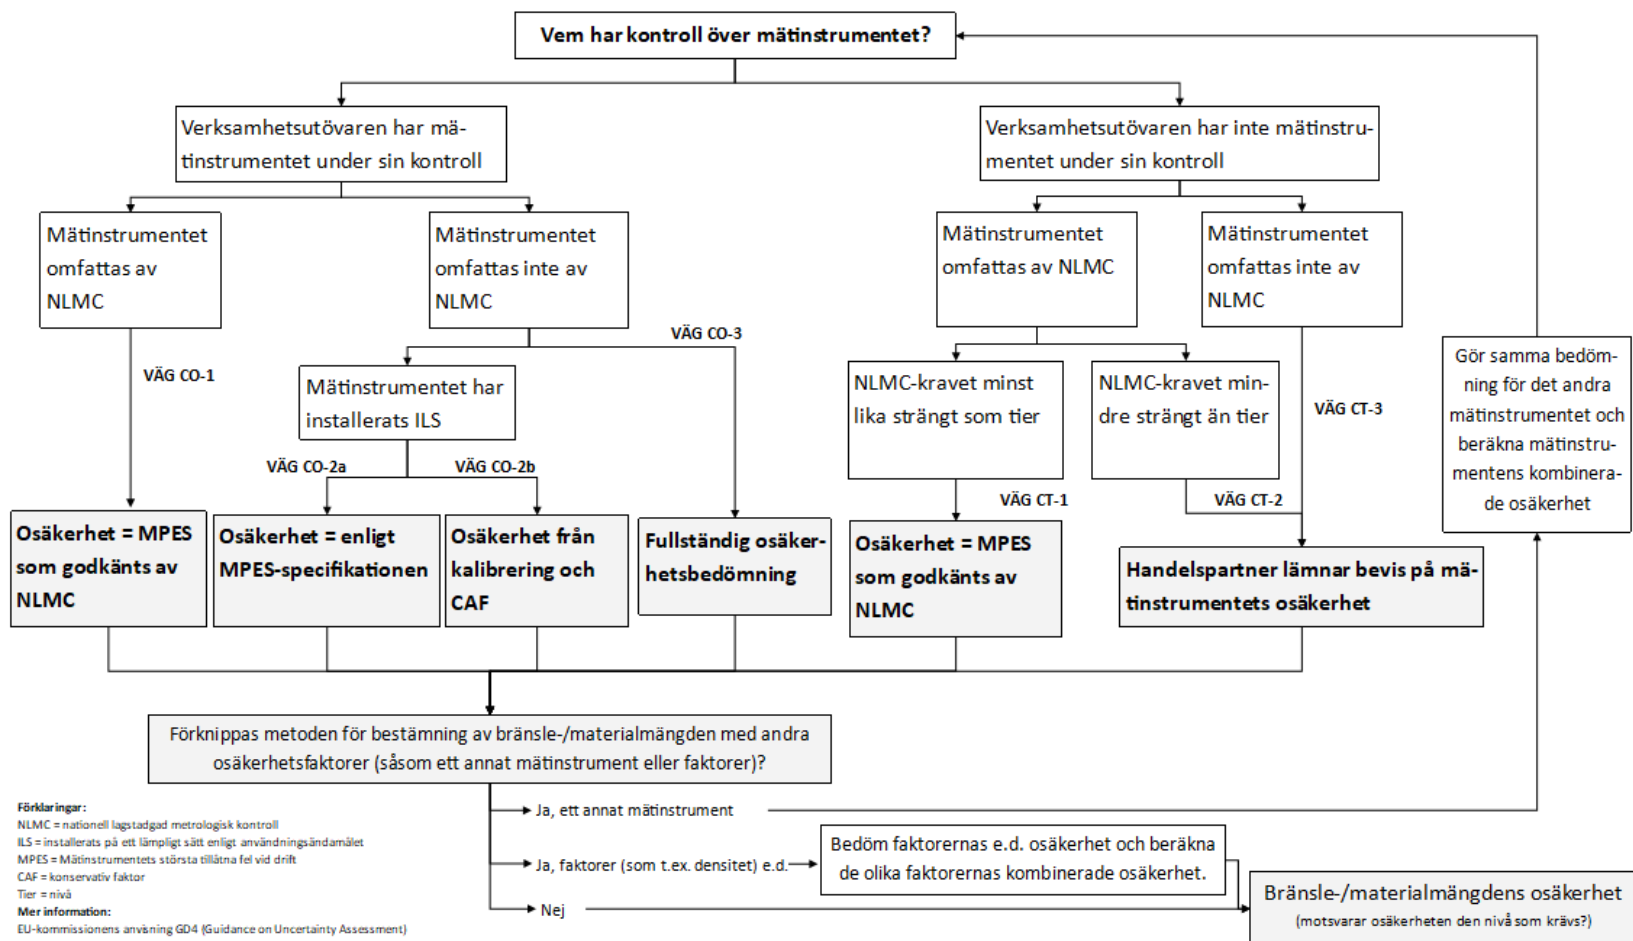 Vem har kontroll över mätinstrumentet?
Verksamhetsutövaren har mä-
tinstrumentet under sin kontroll
Verksamhetsutövaren har inte mätinstru-
mentet under sin kontroll
Mätinstrumentet
omfattas av
NLMC
Mätinstrumentet
omfattas inte av
NLMC
Mätinstrumentet
omfattas av NLMC
Mätinstrumentet
omfattas inte av
NLMC
VÄG CO-3
VÄG CO-1
Mätinstrumentet har
installerats ILS
NLMC-kravet minst
lika strängt som tier
NLMC-kravet min-
dre strängt än tier
VÄG CT-3
Gör samma bedöm-
ning för det andra
mätinstrumentet och
beräkna mätinstru-
mentens kombinera-
de osäkerhet
VÄG CO-2a
VÄG CO-2b
VÄG CT-1
VÄG CT-2
Osäkerhet = MPES
som godkänts av
NLMC
Osäkerhet = enligt
MPES-specifikationen
Osäkerhet från
kalibrering och
CAF
Fullständig osäker-
hetsbedömning
Osäkerhet = MPES
som godkänts av
NLMC
Handelspartner lämnar bevis på mä-
tinstrumentets osäkerhet
Förknippas metoden för bestämning av bränsle-/materialmängden med andra
osäkerhetsfaktorer (såsom ett annat mätinstrument eller faktorer)?
Ja, ett annat mätinstrument
Ja, faktorer (som t.ex. densitet) e.d.
Bedöm faktorernas e.d. osäkerhet och beräkna
de olika faktorernas kombinerade osäkerhet.
Nej
Bränsle-/materialmängdens osäkerhet
(motsvarar osäkerheten den nivå som krävs?)
Förklaringar:
NLMC = nationell lagstadgad metrologisk kontroll
ILS = installerats på ett lämpligt sätt enligt användningsändamålet
MPES = Mätinstrumentets största tillåtna fel vid drift
CAF = konservativ faktor
Tier = nivå
Mer information:
EU-kommissionens anvisning GD4 (Guidance on Uncertainty Assessment)